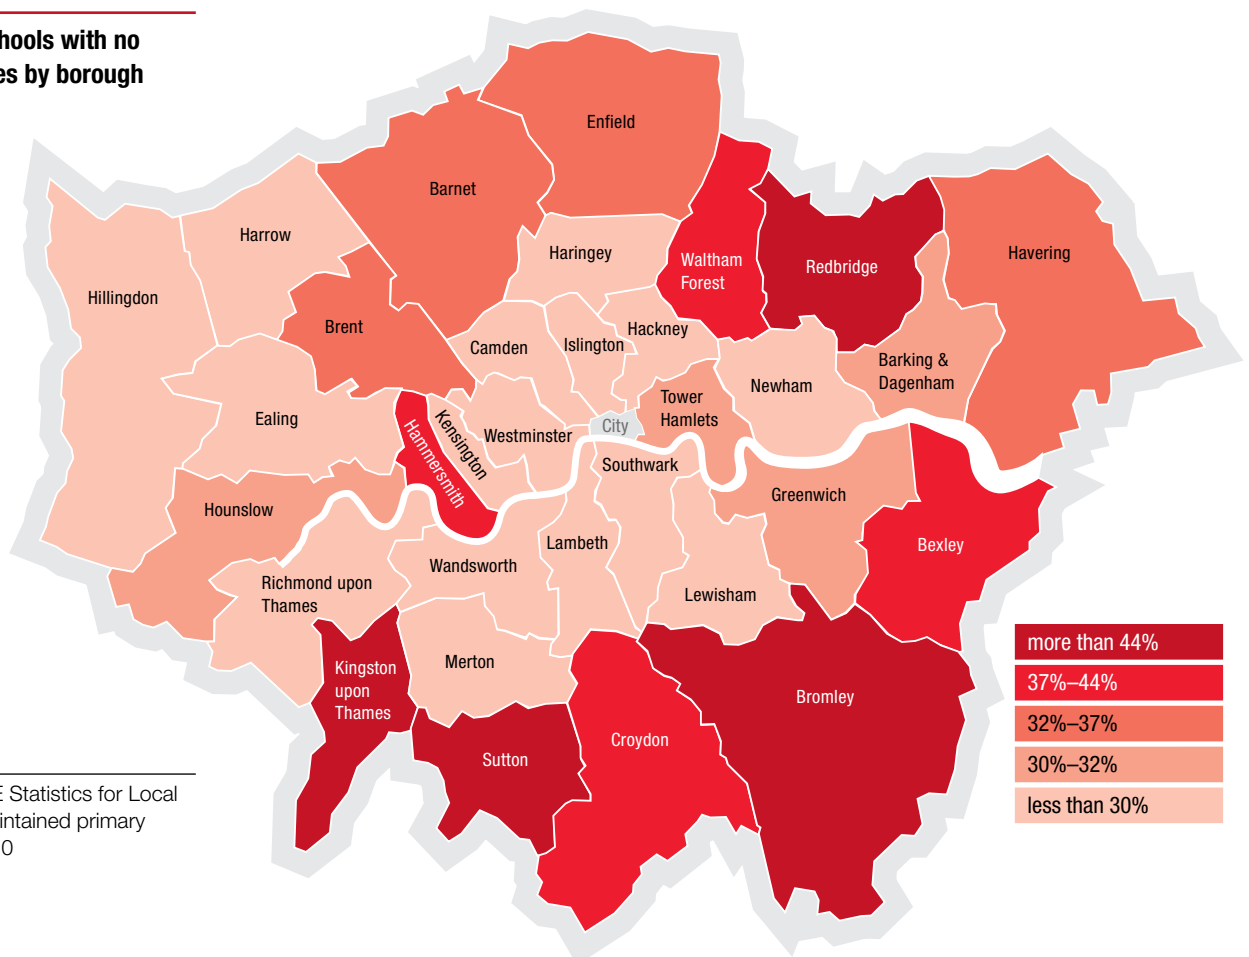 hools with no
es by borough
Enfield
Barnet
Harrow
Haringey
Waltham
Forest
Redbridge
Havering
Hillingdon
Brent
Camden
Islington
Hackney
Barking &
Dagenham
Newham
Tower
Hamlets
Ealing
Hammersmith
Kensington
Westminster
City
Southwark
Greenwich
Hounslow
Lambeth
Bexley
Wandsworth
Richmond upon
Thames
Lewisham
Merton
Kingston
upon
Thames
Bromley
Croydon
Sutton
more than 44%
37%–44%
32%–37%
30%–32%
less than 30%
E Statistics for Local
intained primary
0